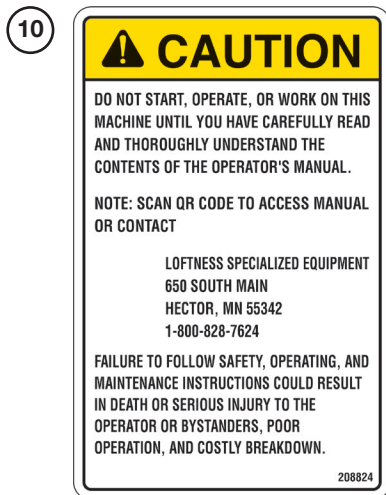 10
CAUTION
DO NOT START, OPERATE, OR WORK ON THIS
MACHINE UNTIL YOU HAVE CAREFULLY READ
AND THOROUGHLY UNDERSTAND THE
CONTENTS OF THE OPERATOR'S MANUAL.
NOTE: SCAN QR CODE TO ACCESS MANUAL
OR CONTACT
LOFTNESS SPECIALIZED EQUIPMENT
650 SOUTH MAIN
HECTOR, MN 55342
1-800-828-7624
FAILURE TO FOLLOW SAFETY, OPERATING, AND
MAINTENANCE INSTRUCTIONS COULD RESULT
IN DEATH OR SERIOUS INJURY TO THE
OPERATOR OR BYSTANDERS, POOR
OPERATION, AND COSTLY BREAKDOWN.
208824